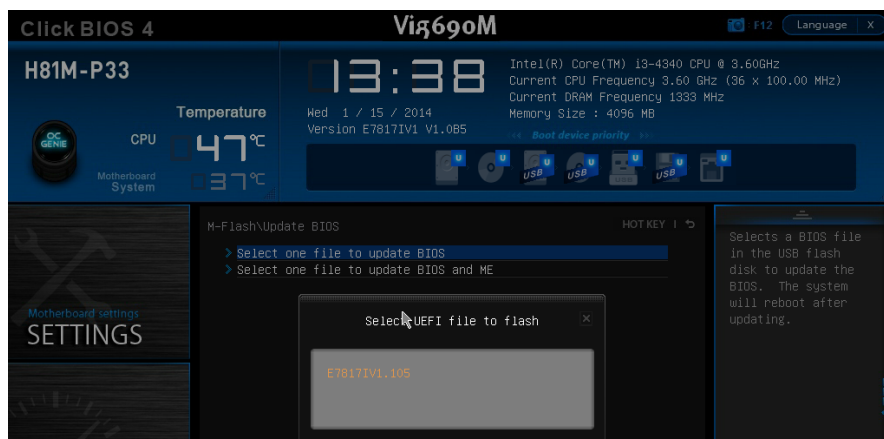 Click BIOS 4
Vig690M
F12
Language
X
H81M-P33
13:38
Intel(R) Core(TM) i3-4340 CPU @ 3.60GHz
Current CPU Frequency 3.60 GHz (36 x 100.00 MHz)
Current DRAM Frequency 1333 MHz
Memory Size : 4096 MB
Wed 1 / 15 / 2014
Version E7817IV1 V1.0B5
<< Boot device priority >>
Temperature
OC
GENIE
CPU
47°C
Motherboard
System
37°C
U
U
U
USB
U
USB
U
U
USB
U
M-Flash\Update BIOS
HOT KEY
> Select one file to update BIOS
> Select one file to update BIOS and ME
Select UEFI file to flash
E7817IV1.105
Motherboard settings
SETTINGS
Selects a BIOS file
in the USB flash
disk to update the
BIOS. The system
will reboot after
updating.